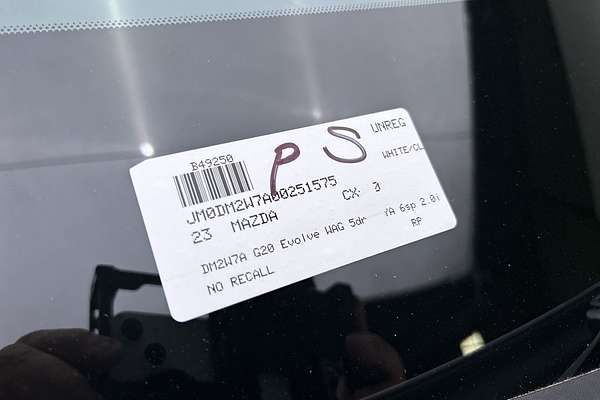 B49250
P S
UNREG
JM0DM2W7A00251575
WHITE/CL
23 MAZDA CX- 3
DM2W7A G20 Evolve WAG 5dr YA 6sp 2.0i
NO RECALL RP